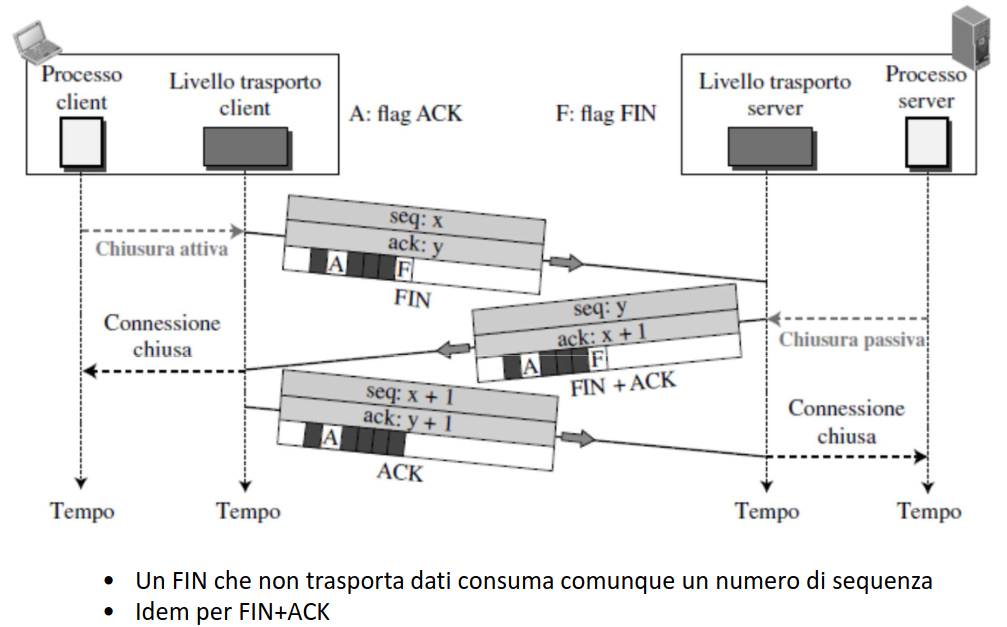 Processo
client
Livello trasporto
client
A: flag ACK
F: flag FIN
Livello trasporto
server
Processo
server
Chiusura attiva
seq: x
ack: y
A
F
FIN
seq: y
ack: x + 1
A
F
FIN + ACK
Chiusura passiva
Connessione
chiusa
seq: x + 1
ack: y + 1
A
ACK
Connessione
chiusa
Tempo
Tempo
Tempo
Tempo
• Un FIN che non trasporta dati consuma comunque un numero di sequenza
• Idem per FIN+ACK